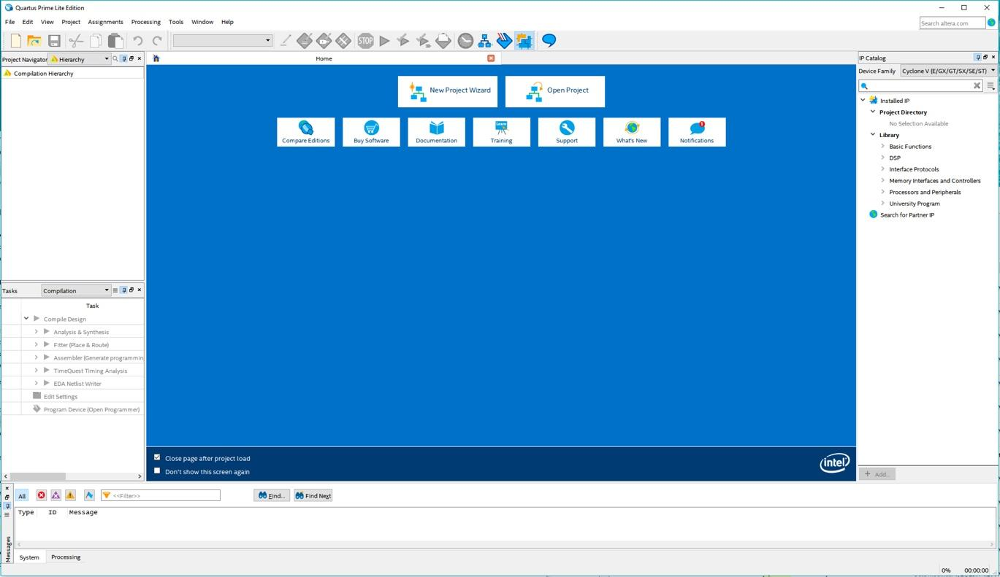 Quartus Prime Lite Edition
File Edit View Project Assignments Processing Tools Window Help
Search altera.com
STOP
Project Navigator Hierarchy
Compilation Hierarchy
Home
New Project Wizard
Open Project
Compare Editions
Buy Software
Documentation
Learn
Training
Support
What's New
1
Notifications
Close page after project load
Don't show this screen again
intel
IP Catalog
Device Family Cyclone V (E/GX/GT/SX/SE/ST)
Installed IP
Project Directory
No Selection Available
Library
Basic Functions
DSP
Interface Protocols
Memory Interfaces and Controllers
Processors and Peripherals
University Program
Search for Partner IP
+ Add...
Tasks Compilation
Task
Compile Design
Analysis & Synthesis
Fitter (Place & Route)
Assembler (Generate programmin
TimeQuest Timing Analysis
EDA Netlist Writer
Edit Settings
Program Device (Open Programmer)
All <<Filter>> Find... Find Next
Type ID Message
Messages
System Processing
0% 00:00:00